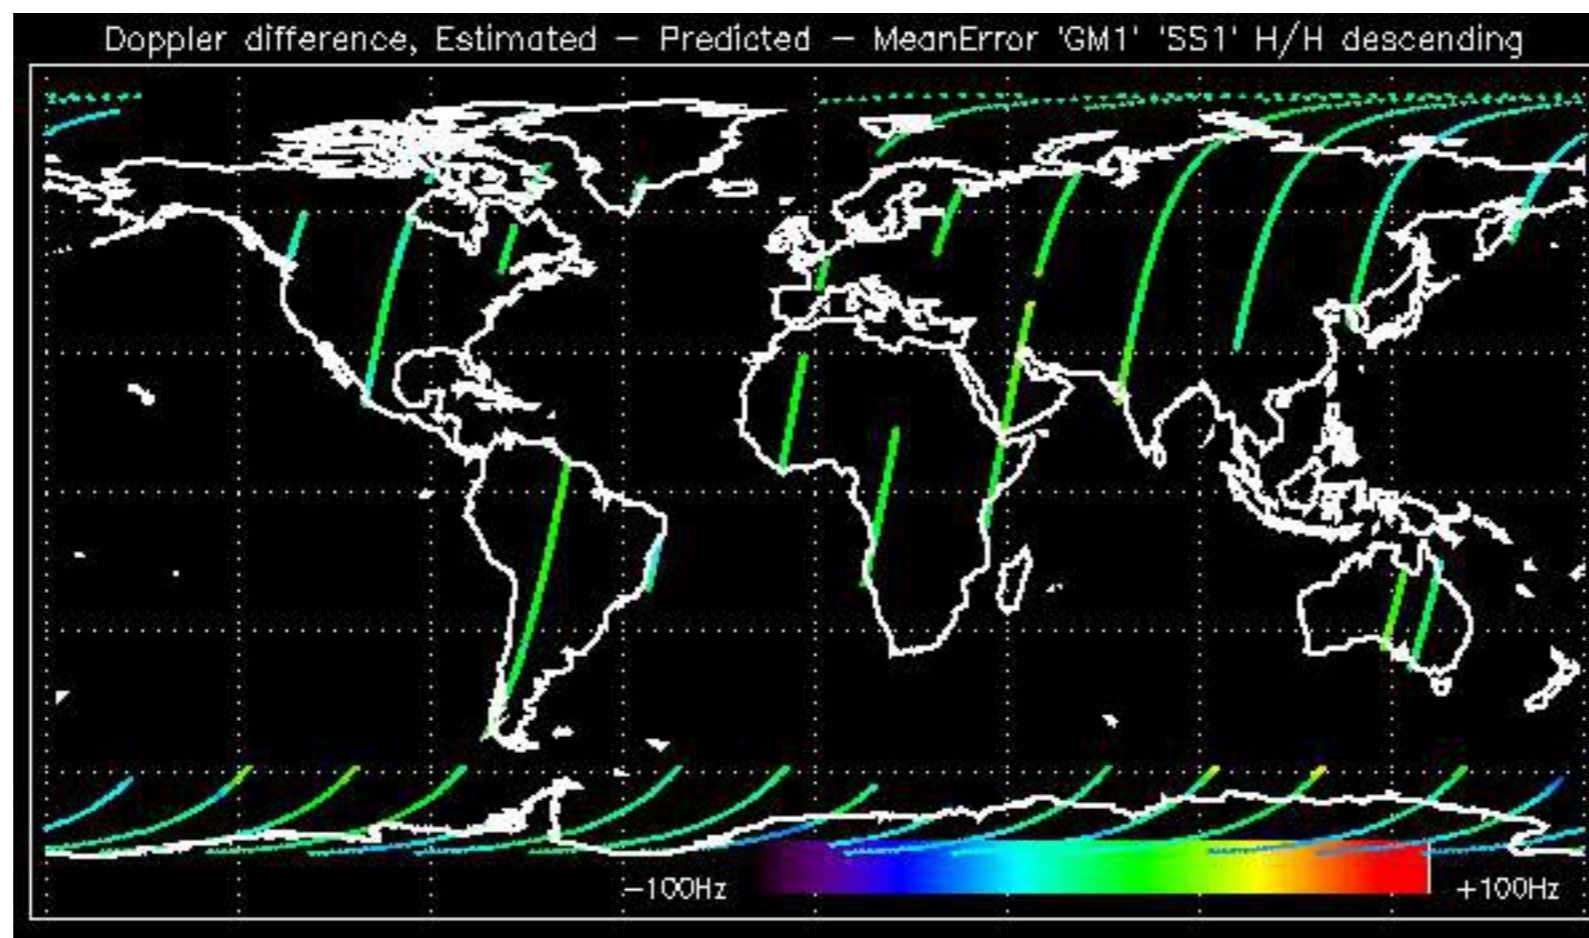 Doppler difference, Estimated − Predicted − MeanError 'GM1' 'SS1' H/H descending
−100Hz +100Hz